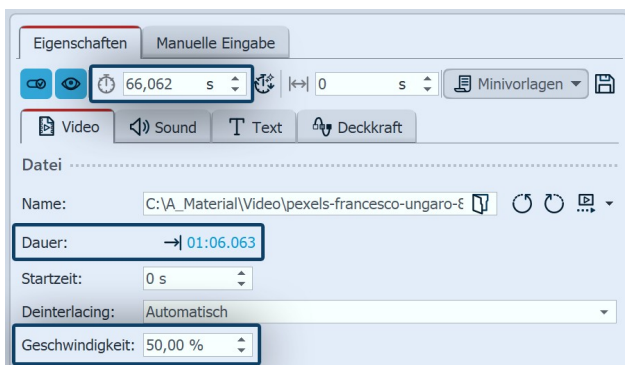 Eigenschaften Manuelle Eingabe
66,062 s 0 s Minivorlagen
Video Sound Text Deckkraft
Datei
Name: C:\A_Material\Video\pexels-francesco-ungaro-8
Dauer: 01:06.063
Startzeit: 0 s
Deinterlacing: Automatisch
Geschwindigkeit: 50,00 %